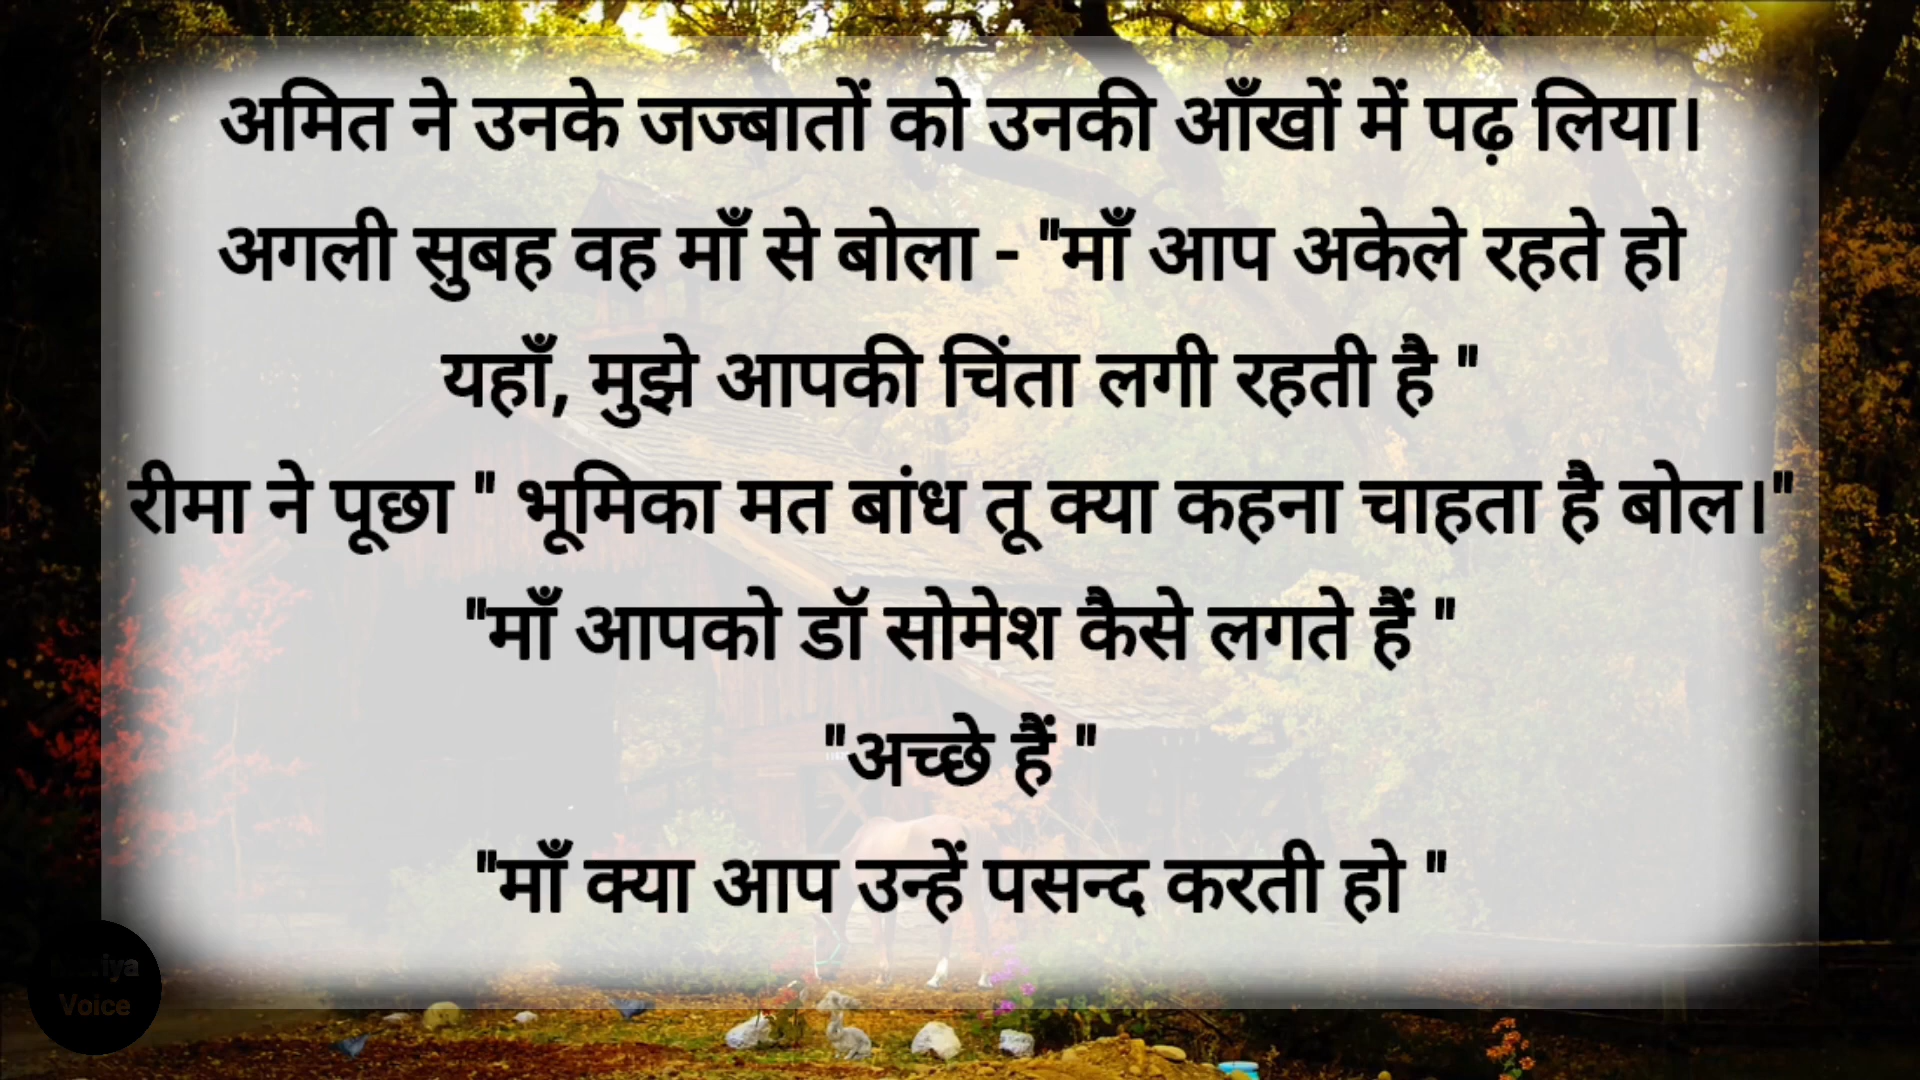 अमित ने उनके जज्बातों को उनकी आँखों में पढ़ लिया।
अगली सुबह वह माँ से बोला - "माँ आप अकेले रहते हो
यहाँ, मुझे आपकी चिंता लगी रहती है "
रीमा ने पूछा " भूमिका मत बांध तू क्या कहना चाहता है बोल।"
"माँ आपको डॉ सोमेश कैसे लगते हैं "
"अच्छे हैं "
"माँ क्या आप उन्हें पसन्द करती हो "
Voice